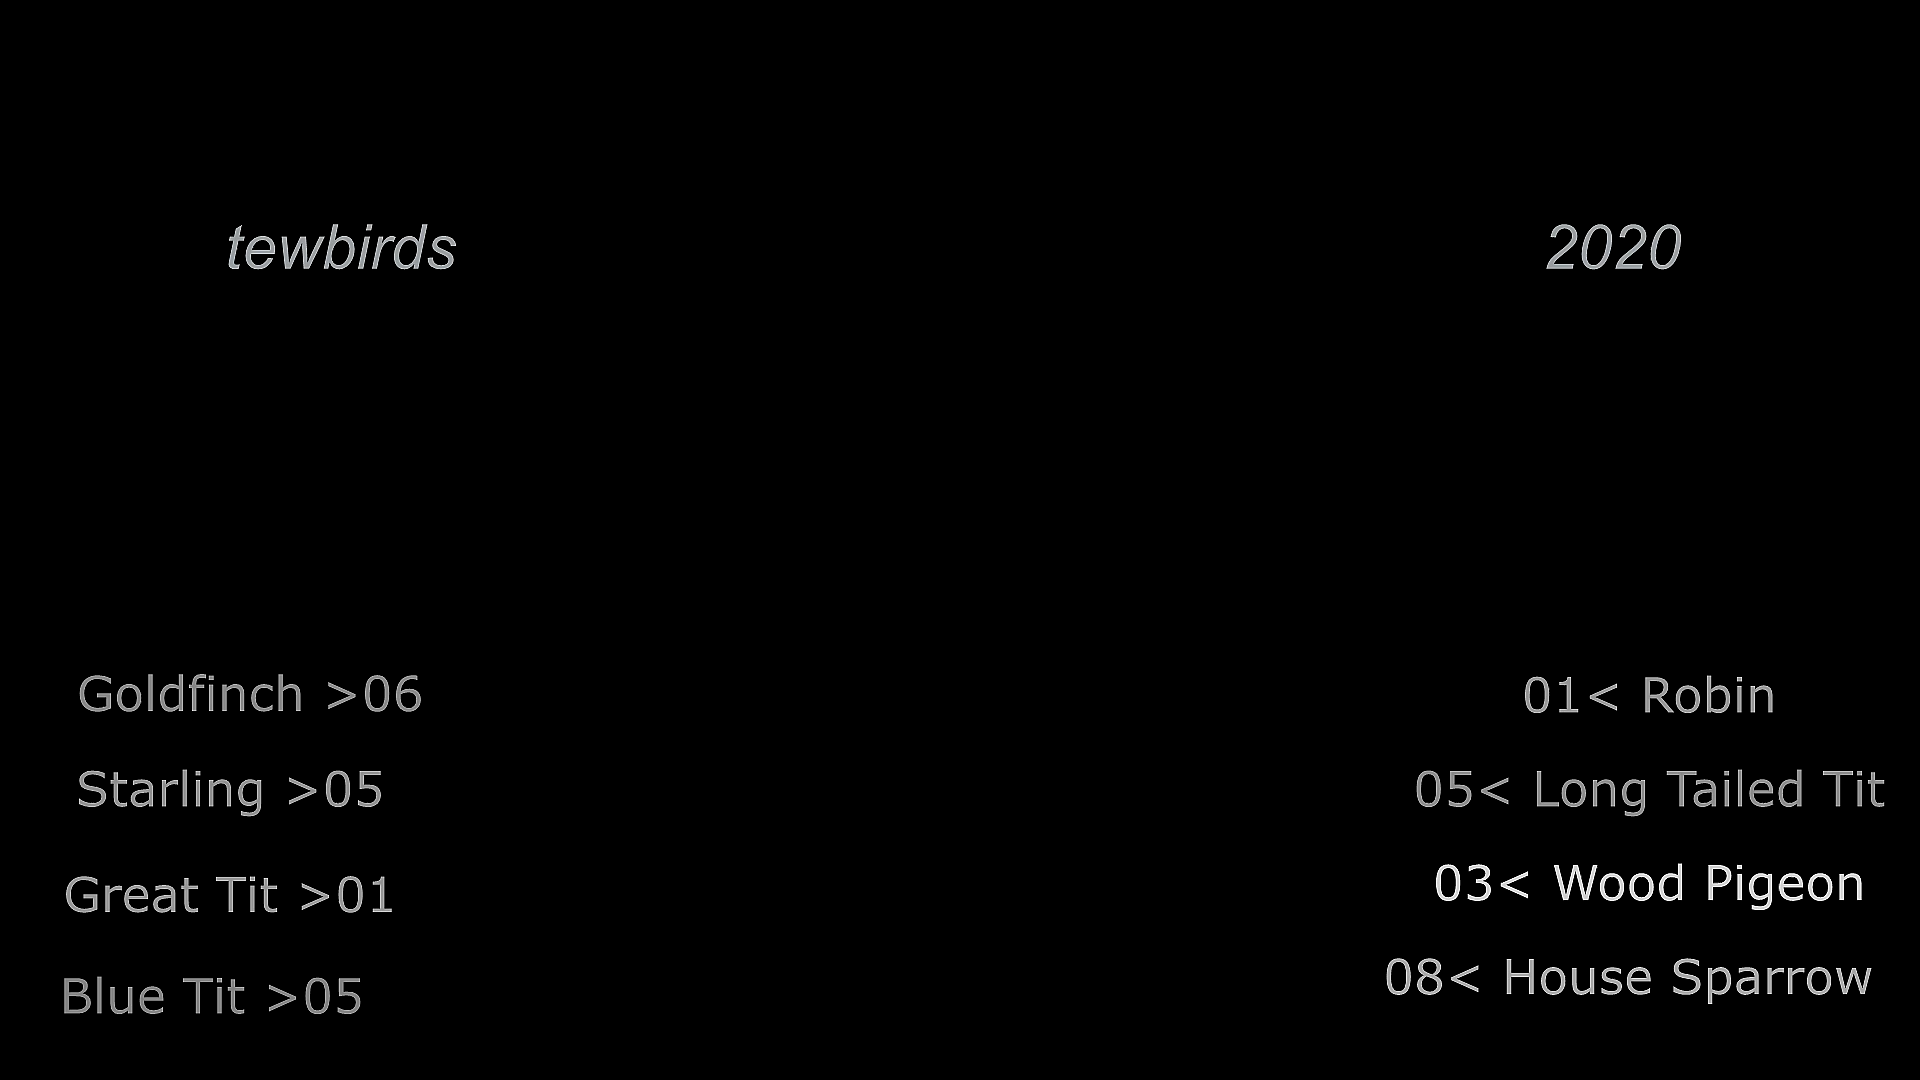 tewbirds
2020
Goldfinch >06
Starling >05
Great Tit >01
Blue Tit >05
01< Robin
05< Long Tailed Tit
03< Wood Pigeon
08< House Sparrow